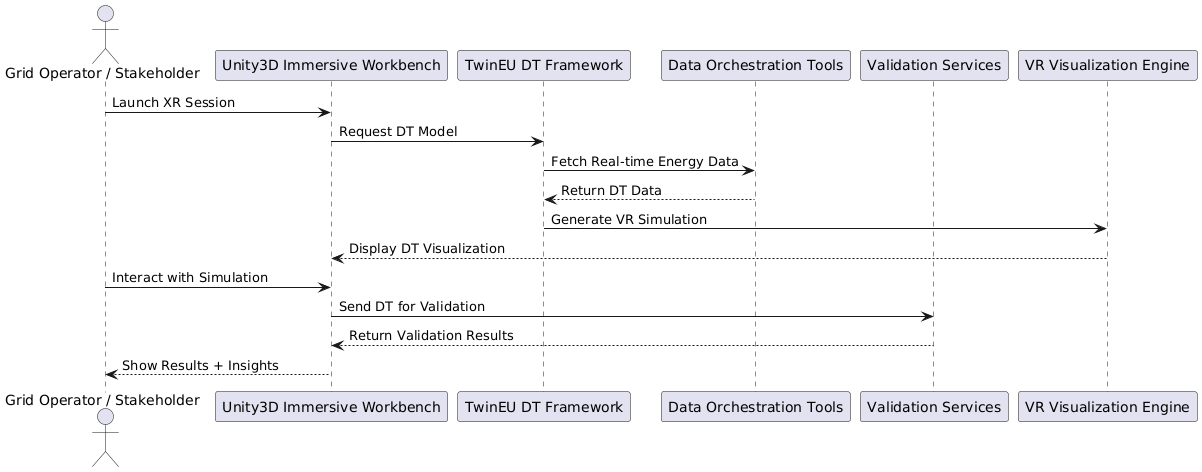 Grid Operator / Stakeholder
Unity3D Immersive Workbench
TwinEU DT Framework
Data Orchestration Tools
Validation Services
VR Visualization Engine
Launch XR Session
Request DT Model
Fetch Real-time Energy Data
Return DT Data
Generate VR Simulation
Display DT Visualization
Interact with Simulation
Send DT for Validation
Return Validation Results
Show Results + Insights
Grid Operator / Stakeholder
Unity3D Immersive Workbench
TwinEU DT Framework
Data Orchestration Tools
Validation Services
VR Visualization Engine